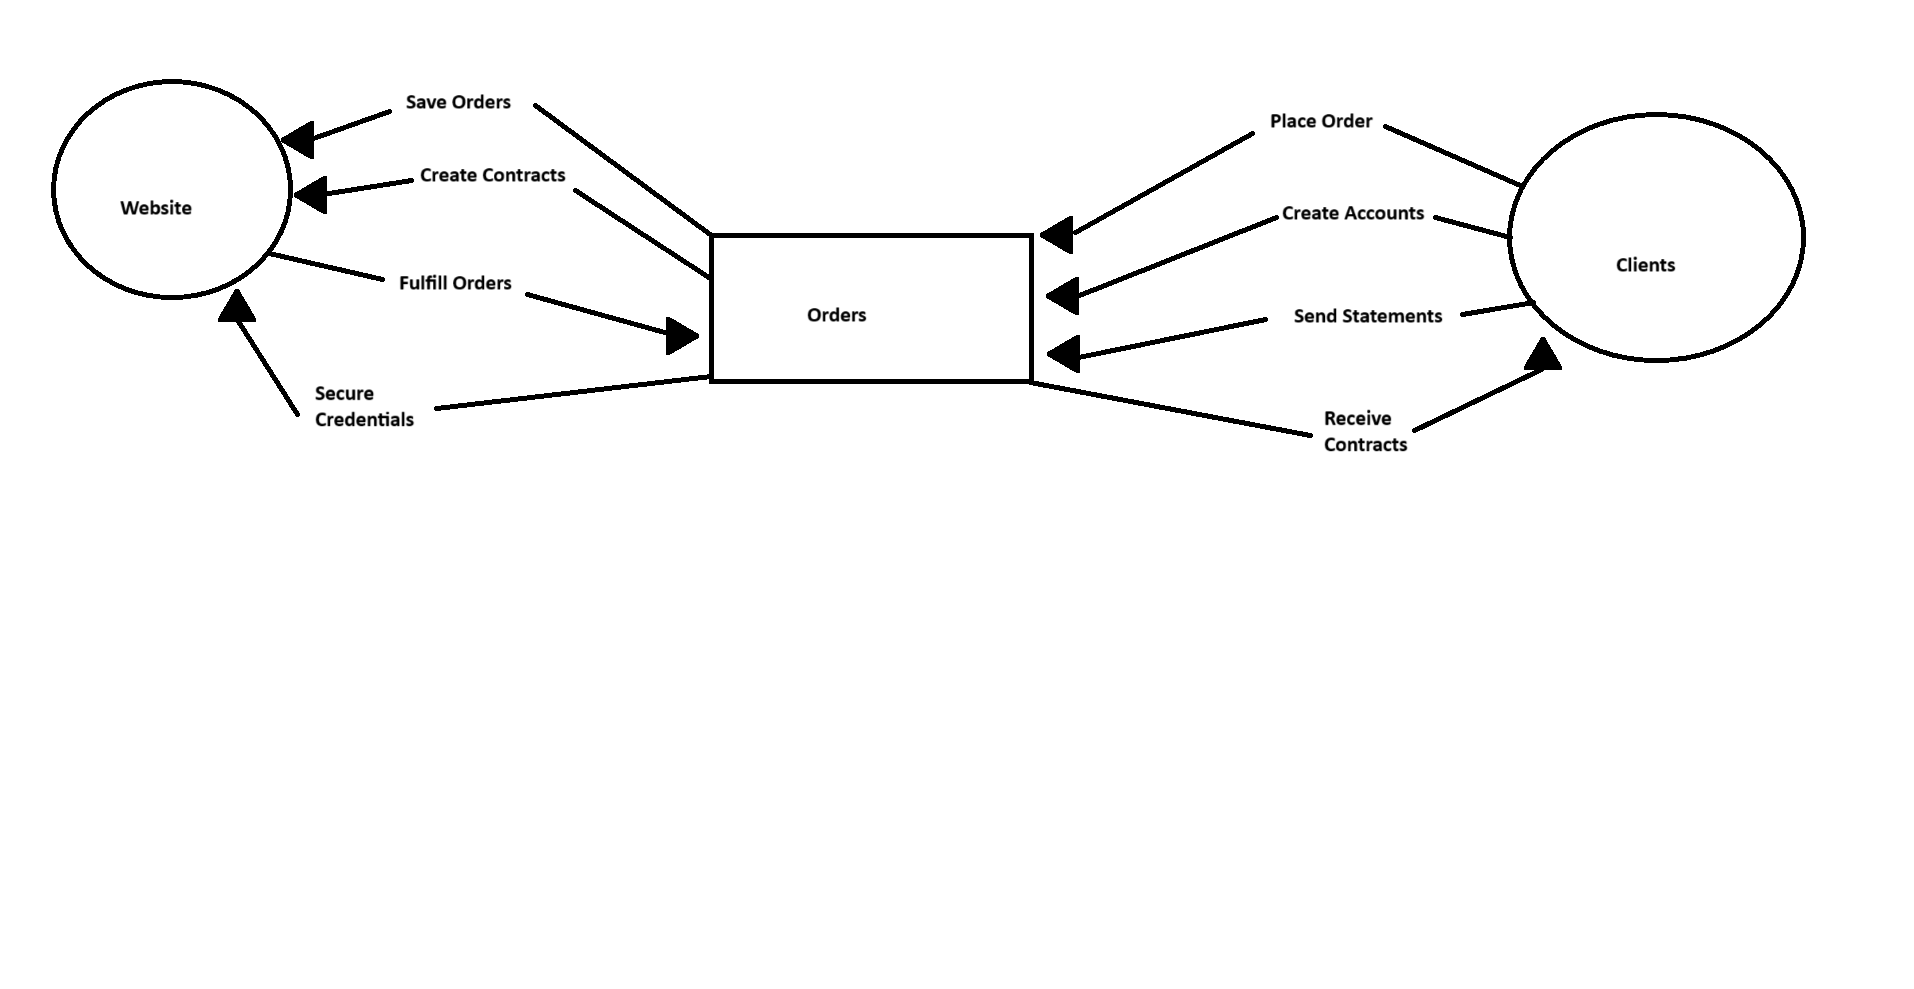 Save Orders
Create Contracts
Website
Fulfill Orders
Secure
Credentials
Orders
Place Order
Create Accounts
Clients
Send Statements
Receive
Contracts